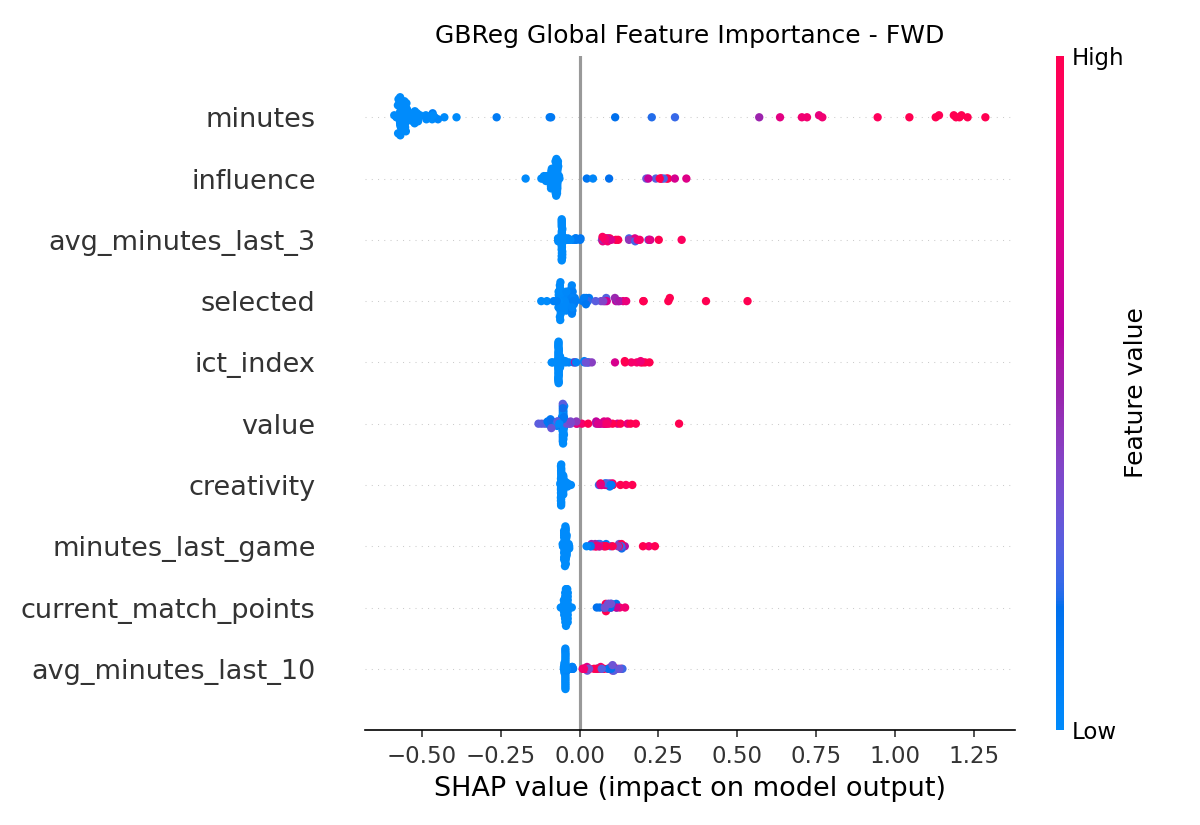 GBReg Global Feature Importance - FWD
High
minutes
influence
avg_minutes_last_3
selected
ict_index
value
creativity
minutes_last_game
current_match_points
avg_minutes_last_10
Feature value
Low
−0.50 −0.25 0.00 0.25 0.50 0.75 1.00 1.25
SHAP value (impact on model output)